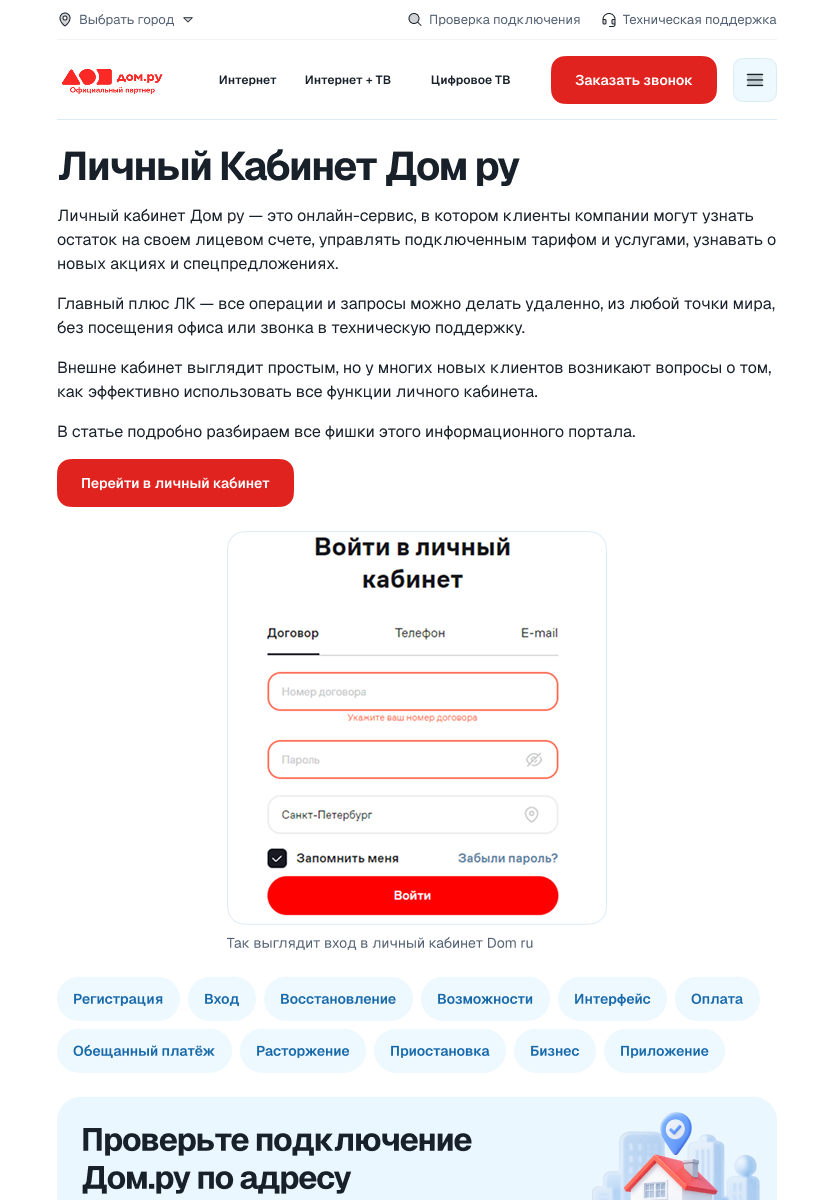 Выбрать город
Проверка подключения
Техническая поддержка
дом.ру
Официальный партнер
Интернет
Интернет + ТВ
Цифровое ТВ
Заказать звонок
Личный Кабинет Дом ру
Личный кабинет Дом ру — это онлайн-сервис, в котором клиенты компании могут узнать
остаток на своем лицевом счете, управлять подключенным тарифом и услугами, узнавать о
новых акциях и спецпредложениях.
Главный плюс ЛК — все операции и запросы можно делать удаленно, из любой точки мира,
без посещения офиса или звонка в техническую поддержку.
Внешне кабинет выглядит простым, но у многих новых клиентов возникают вопросы о том,
как эффективно использовать все функции личного кабинета.
В статье подробно разбираем все фишки этого информационного портала.
Перейти в личный кабинет
Войти в личный
кабинет
Договор
Телефон
E-mail
Номер договора
Укажите ваш номер договора
Пароль
Санкт-Петербург
Запомнить меня
Забыли пароль?
Войти
Так выглядит вход в личный кабинет Dom ru
Регистрация
Вход
Восстановление
Возможности
Интерфейс
Оплата
Обещанный платёж
Расторжение
Приостановка
Бизнес
Приложение
Проверьте подключение
Дом.ру по адресу